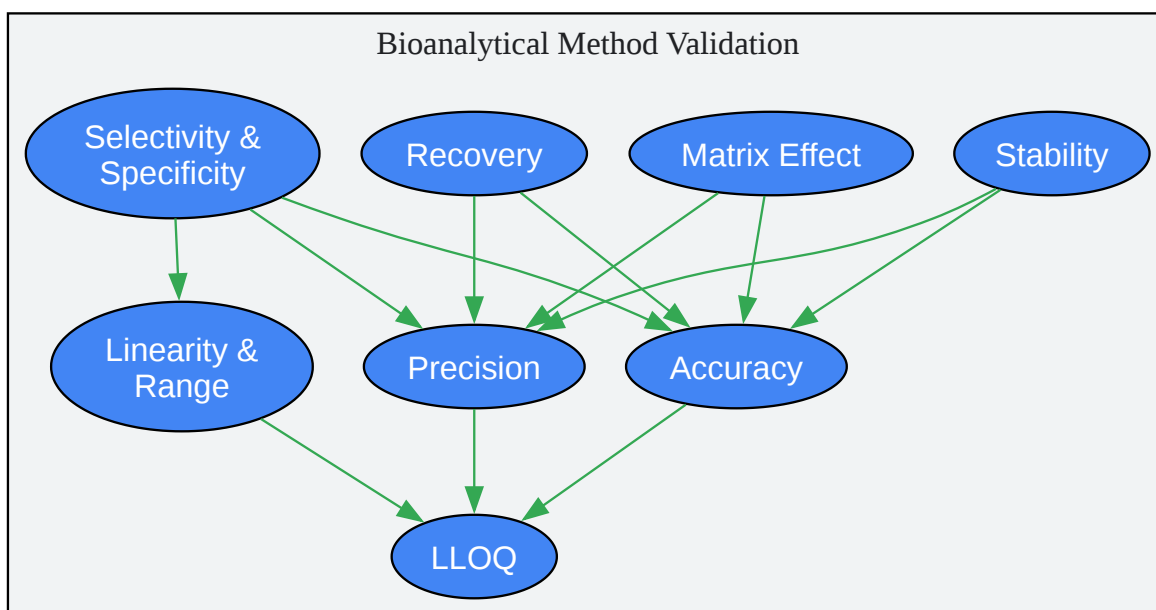 Bioanalytical Method Validation
Selectivity &
Specificity
Recovery
Matrix Effect
Stability
Linearity &
Range
Precision
Accuracy
LLOQ